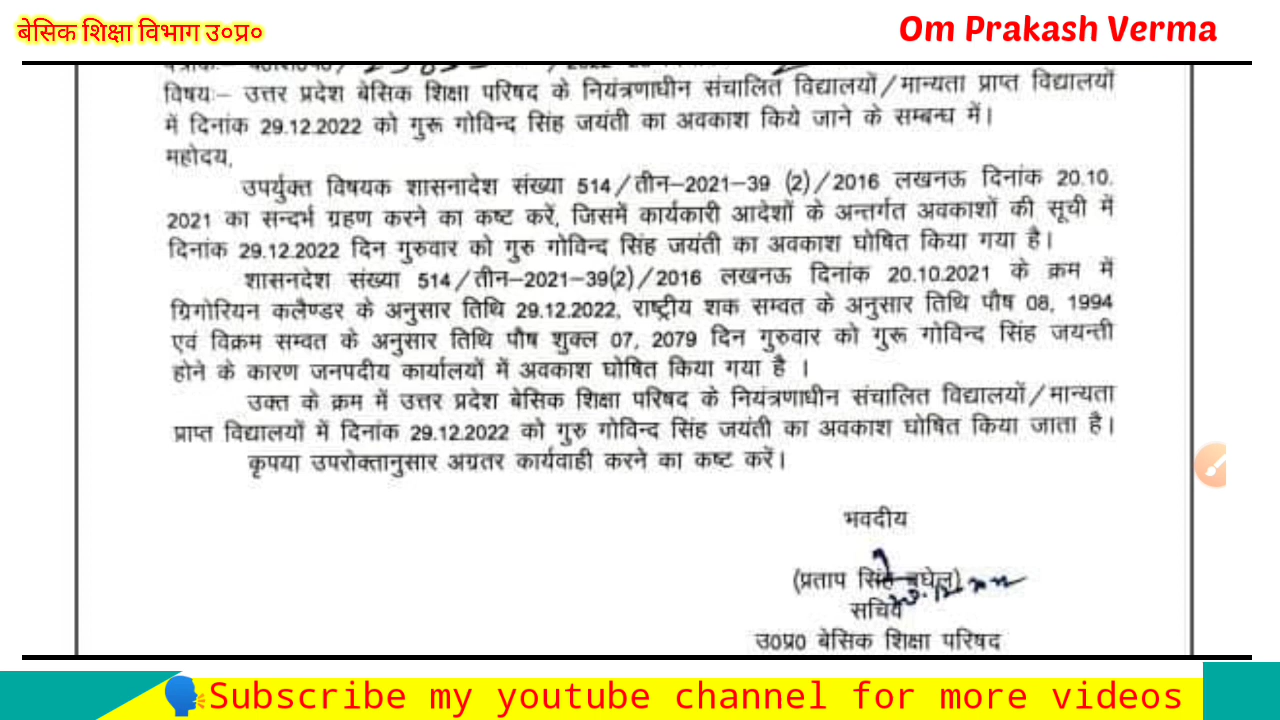 बेसिक शिक्षा विभाग उ०प्र०
Om Prakash Verma
विषयः– उत्तर प्रदेश बेसिक शिक्षा परिषद के नियंत्रणाधीन संचालित विद्यालयों/मान्यता प्राप्त विद्यालयों
में दिनांक 29.12.2022 को गुरू गोविन्द सिंह जयंती का अवकाश किये जाने के सम्बन्ध में।
महोदय,
उपर्युक्त विषयक शासनादेश संख्या 514/तीन–2021–39 (2)/2016 लखनऊ दिनांक 20.10.
2021 का सन्दर्भ ग्रहण करने का कष्ट करें, जिसमें कार्यकारी आदेशों के अन्तर्गत अवकाशों की सूची में
दिनांक 29.12.2022 दिन गुरुवार को गुरु गोविन्द सिंह जयंती का अवकाश घोषित किया गया है।
शासनदेश संख्या 514/तीन–2021–39(2)/2016 लखनऊ दिनांक 20.10.2021 के क्रम में
ग्रिगोरियन कलैण्डर के अनुसार तिथि 29.12.2022, राष्ट्रीय शक सम्वत के अनुसार तिथि पौष 08, 1994
एवं विक्रम सम्वत के अनुसार तिथि पौष शुक्ल 07, 2079 दिन गुरुवार को गुरू गोविन्द सिंह जयन्ती
होने के कारण जनपदीय कार्यालयों में अवकाश घोषित किया गया है ।
उक्त के क्रम में उत्तर प्रदेश बेसिक शिक्षा परिषद के नियंत्रणाधीन संचालित विद्यालयों/मान्यता
प्राप्त विद्यालयों में दिनांक 29.12.2022 को गुरु गोविन्द सिंह जयंती का अवकाश घोषित किया जाता है।
कृपया उपरोक्तानुसार अग्रतर कार्यवाही करने का कष्ट करें।
भवदीय
(प्रताप सिंह बघेल)
सचिव
उ0प्र0 बेसिक शिक्षा परिषद
Subscribe my youtube channel for more videos